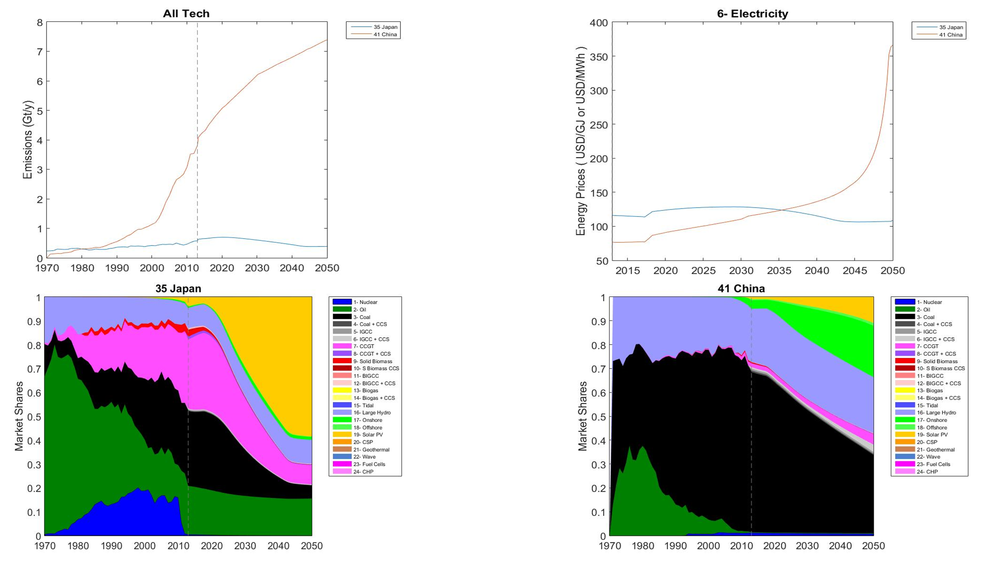 All Tech
8
7
6
5
4
3
2
1
0
Emissions (Gt/y)
1970 1980 1990 2000 2010 2020 2030 2040 2050
35 Japan
41 China
6- Electricity
400
350
300
250
200
150
100
50
Energy Prices ( USD/GJ or USD/MWh )
2015 2020 2025 2030 2035 2040 2045 2050
35 Japan
41 China
35 Japan
1
0.9
0.8
0.7
0.6
0.5
0.4
0.3
0.2
0.1
0
Market Shares
1970 1980 1990 2000 2010 2020 2030 2040 2050
1- Nuclear
2- Oil
3- Coal
4- Coal + CCS
5- IGCC
6- IGCC + CCS
7- CCGT
8- CCGT + CCS
9- Solid Biomass
10- S Biomass CCS
11- BIGCC
12- BIGCC + CCS
13- Biogas
14- Biogas + CCS
15- Tidal
16- Large Hydro
17- Onshore
18- Offshore
19- Solar PV
20- CSP
21- Geothermal
22- Wave
23- Fuel Cells
24- CHP
41 China
1
0.9
0.8
0.7
0.6
0.5
0.4
0.3
0.2
0.1
0
Market Shares
1970 1980 1990 2000 2010 2020 2030 2040 2050
1- Nuclear
2- Oil
3- Coal
4- Coal + CCS
5- IGCC
6- IGCC + CCS
7- CCGT
8- CCGT + CCS
9- Solid Biomass
10- S Biomass CCS
11- BIGCC
12- BIGCC + CCS
13- Biogas
14- Biogas + CCS
15- Tidal
16- Large Hydro
17- Onshore
18- Offshore
19- Solar PV
20- CSP
21- Geothermal
22- Wave
23- Fuel Cells
24- CHP